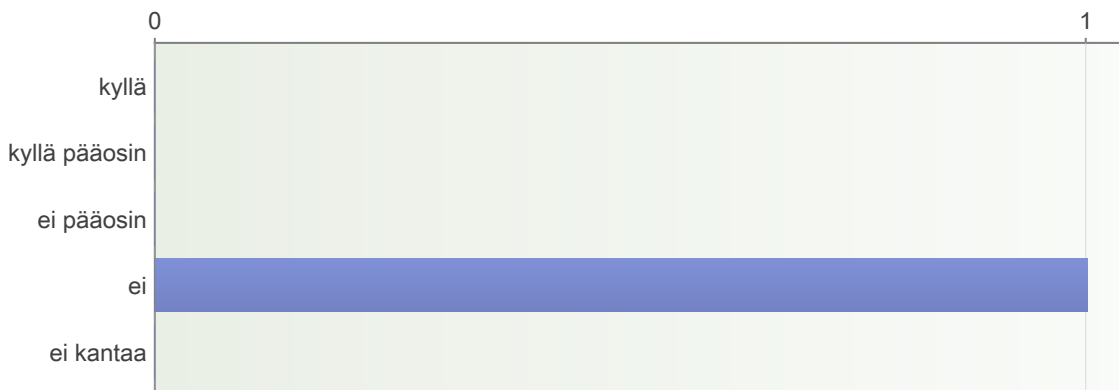 0 1
kyllä
kyllä pääosin
ei pääosin
ei
ei kantaa